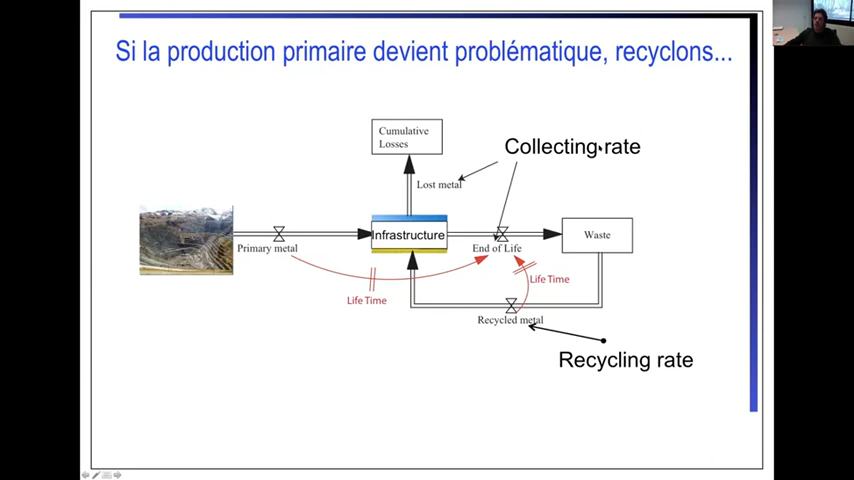 Si la production primaire devient problématique, recyclons...
Cumulative
Losses
Collecting rate
Lost metal
Infrastructure
Waste
Primary metal
End of Life
Life Time
Life Time
Recycled metal
Recycling rate